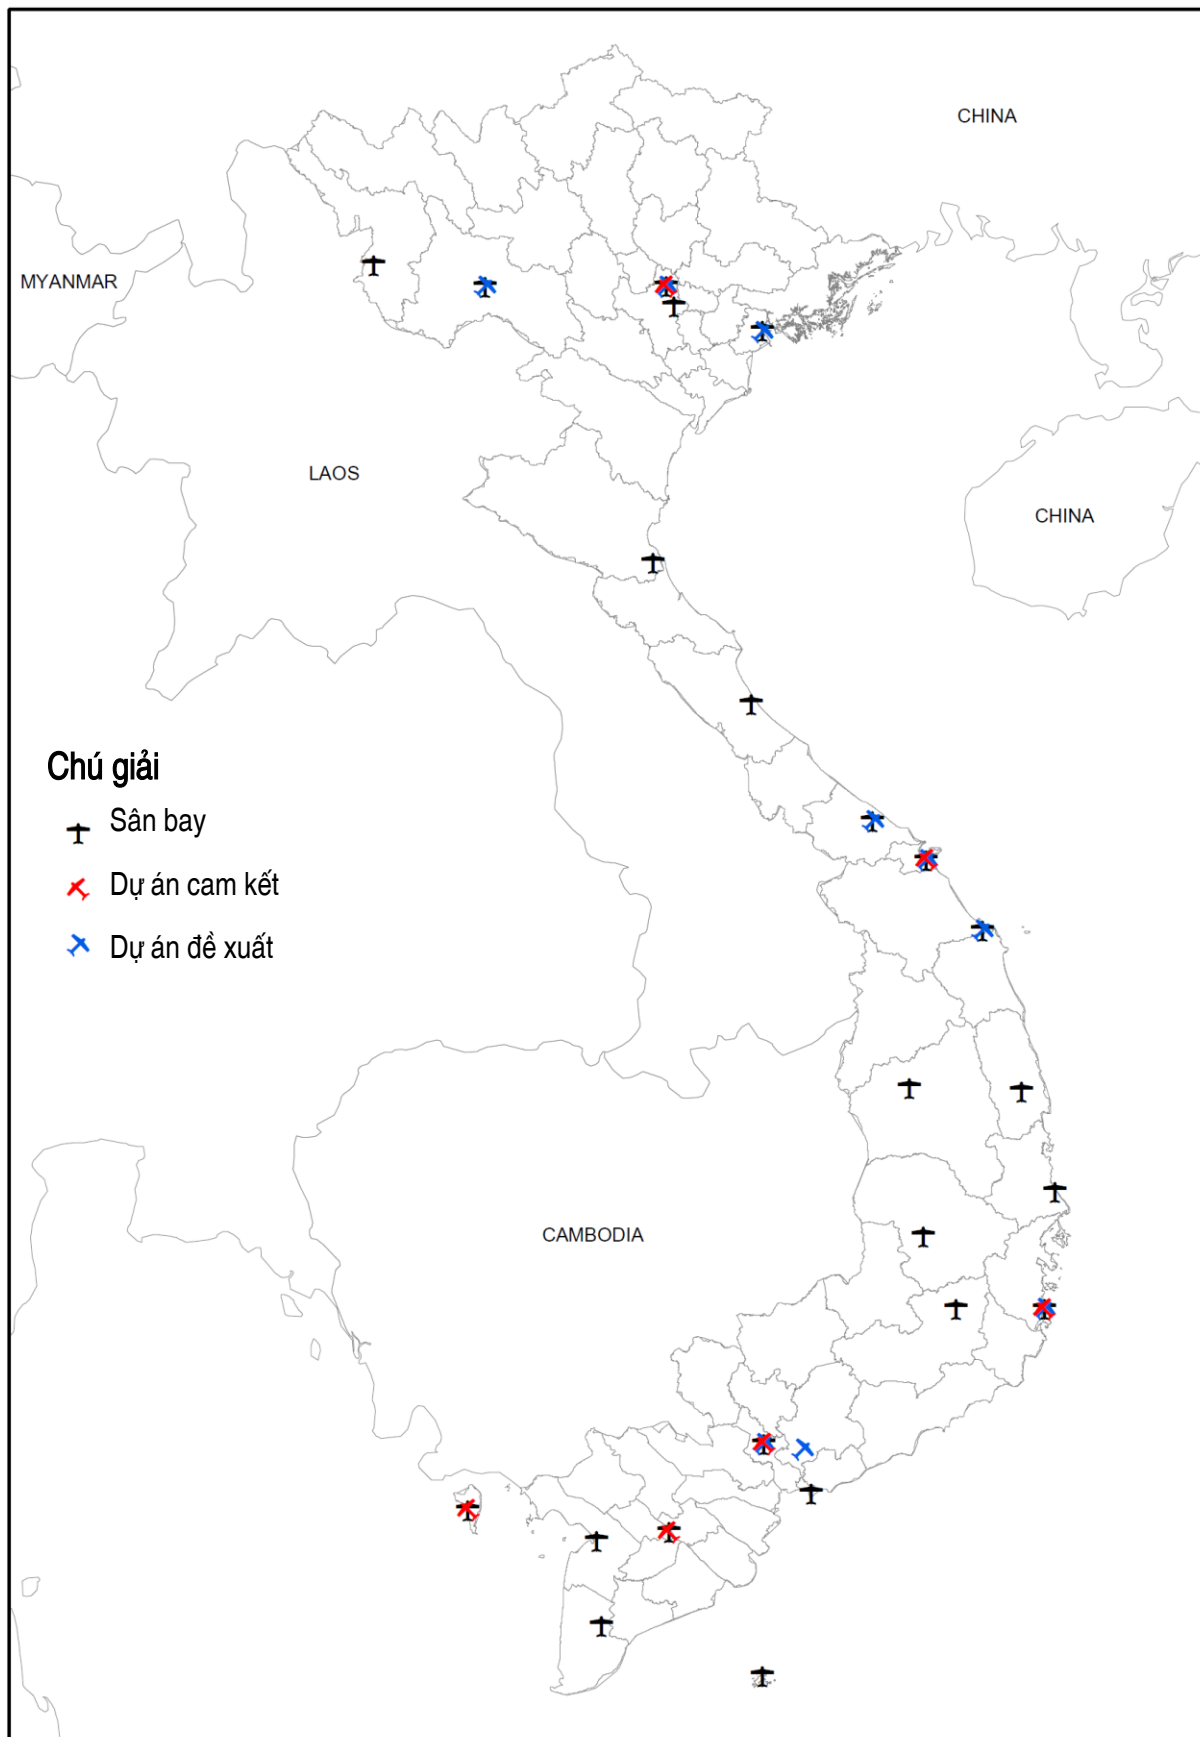 CHINA
MYANMAR
LAOS
CHINA
Chú giải
Sân bay
Dự án cam kết
Dự án đề xuất
CAMBODIA